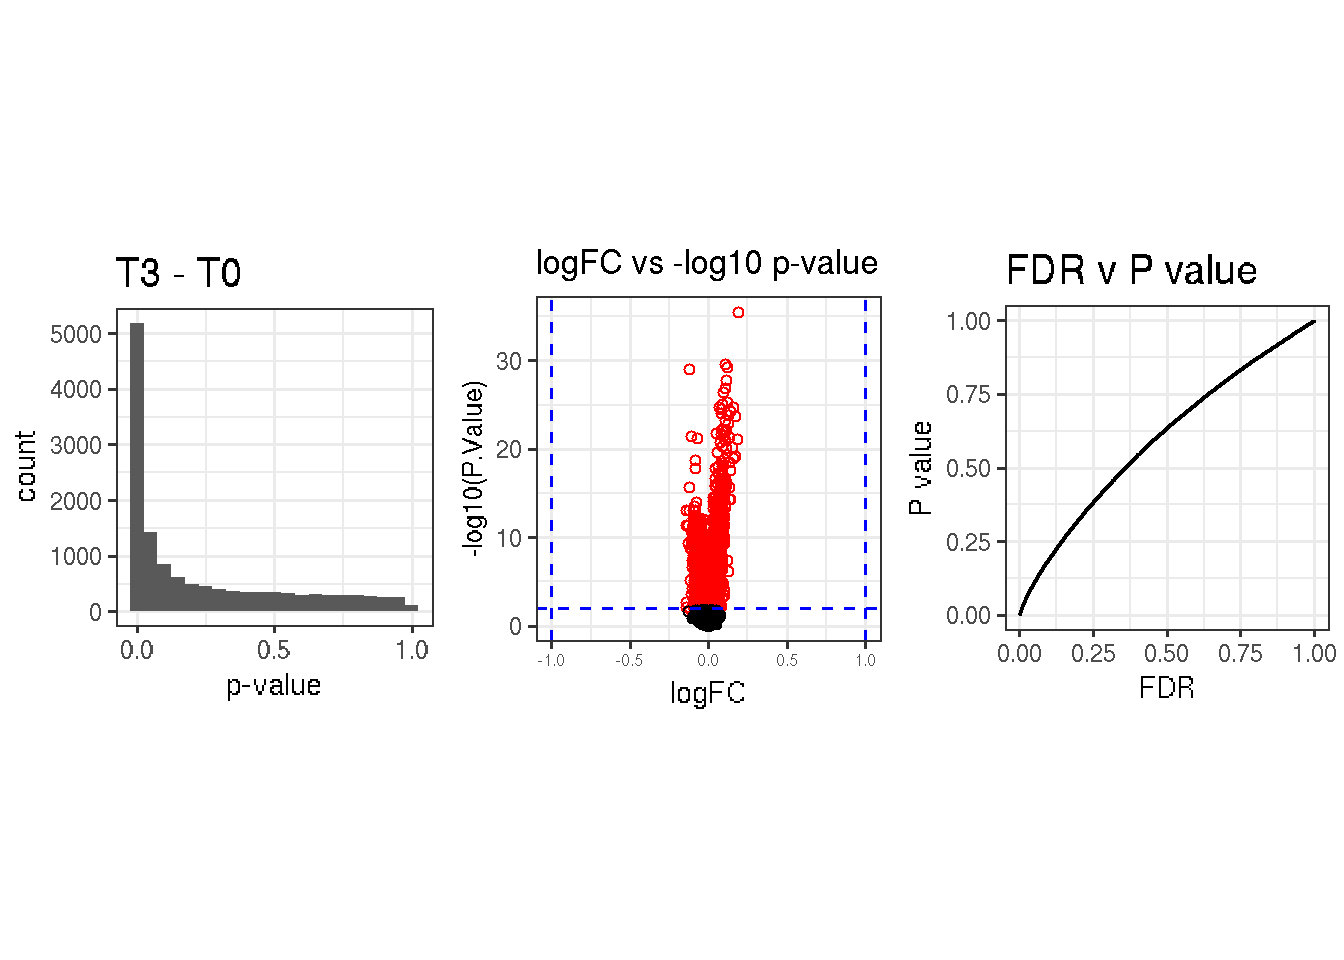 T3 - T0
count
5000
4000
3000
2000
1000
0
0.0 0.5 1.0
p-value
logFC vs -log10 p-value
-log10(P.Value)
30
20
10
0
-1.0 -0.5 0.0 0.5 1.0
logFC
FDR v P value
P value
1.00
0.75
0.50
0.25
0.00
0.00 0.25 0.50 0.75 1.00
FDR